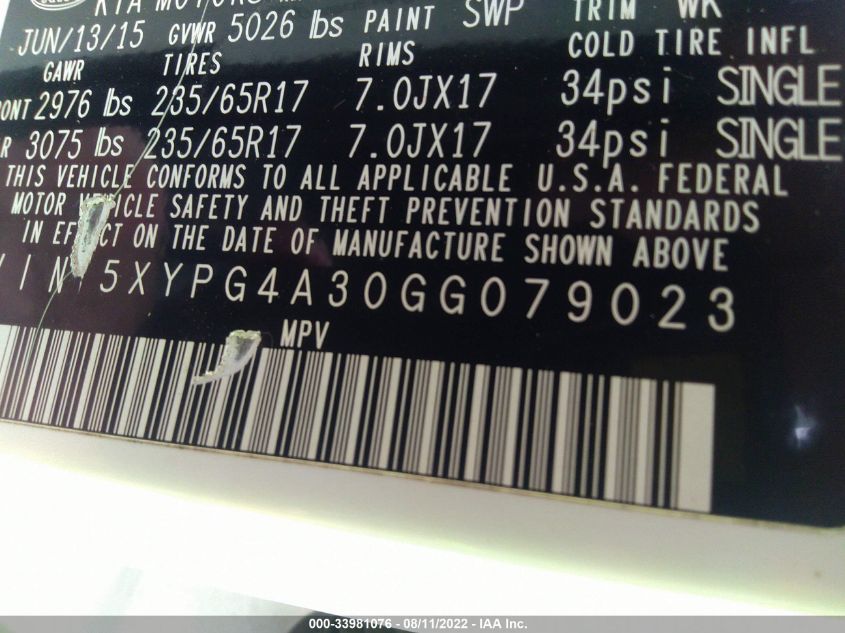 KIA MOTORS
JUN/13/15 GVWR 5026 lbs PAINT SWP TRIM WK
GAWR TIRES RIMS COLD TIRE INFL
2976 lbs 235/65R17 7.0JX17 34psi SINGLE
3075 lbs 235/65R17 7.0JX17 34psi SINGLE
THIS VEHICLE CONFORMS TO ALL APPLICABLE U.S.A. FEDERAL
MOTOR VEHICLE SAFETY AND THEFT PREVENTION STANDARDS
IN EFFECT ON THE DATE OF MANUFACTURE SHOWN ABOVE
VIN 5XYPG4A30GG079023
MPV
000-33981076 - 08/11/2022 - IAA Inc.